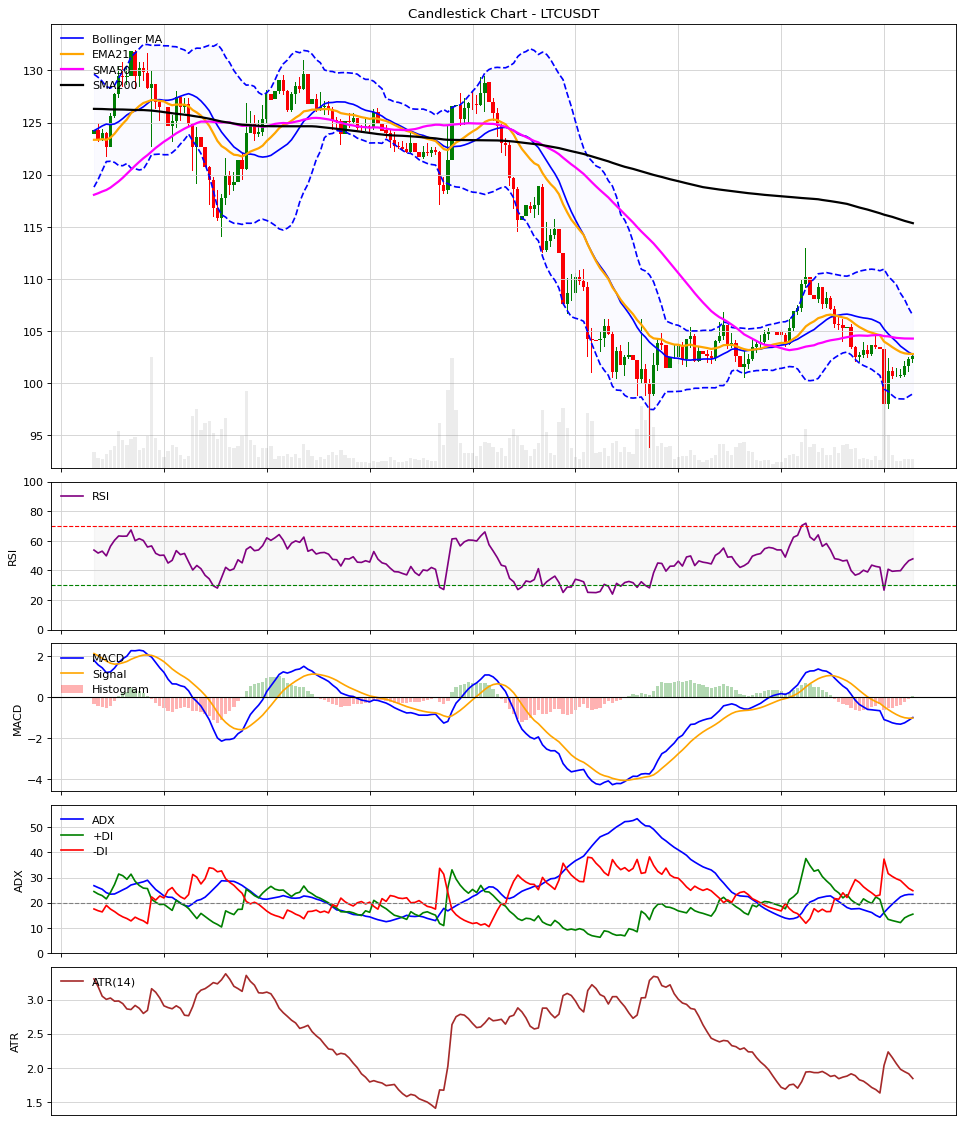 Candlestick Chart - LTCUSDT
Bollinger MA
EMA21
SMA50
SMA200
130
125
120
115
110
105
100
95
100
80
60
40
20
0
RSI
RSI
2
0
−2
−4
MACD
MACD
Signal
Histogram
50
40
30
20
10
0
ADX
ADX
+DI
-DI
3.0
2.5
2.0
1.5
ATR
ATR(14)